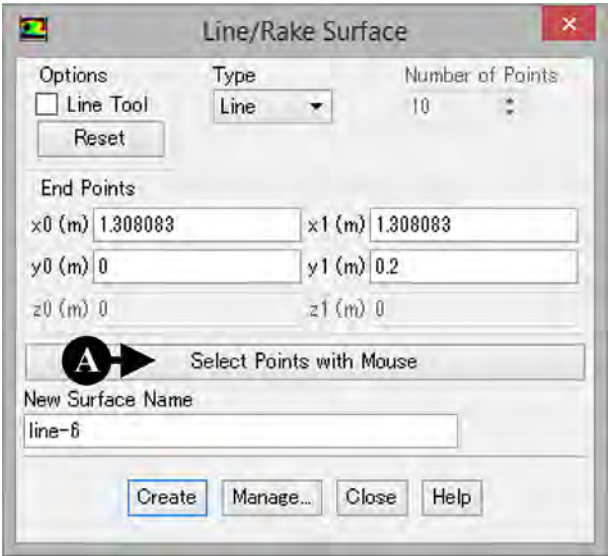 Line/Rake Surface
Options
Type
Number of Points
Line Tool
Line
10
Reset
End Points
x0 (m) 1.308083
x1 (m) 1.308083
y0 (m) 0
y1 (m) 0.2
z0 (m) 0
z1 (m) 0
A
Select Points with Mouse
New Surface Name
line-6
Create
Manage...
Close
Help